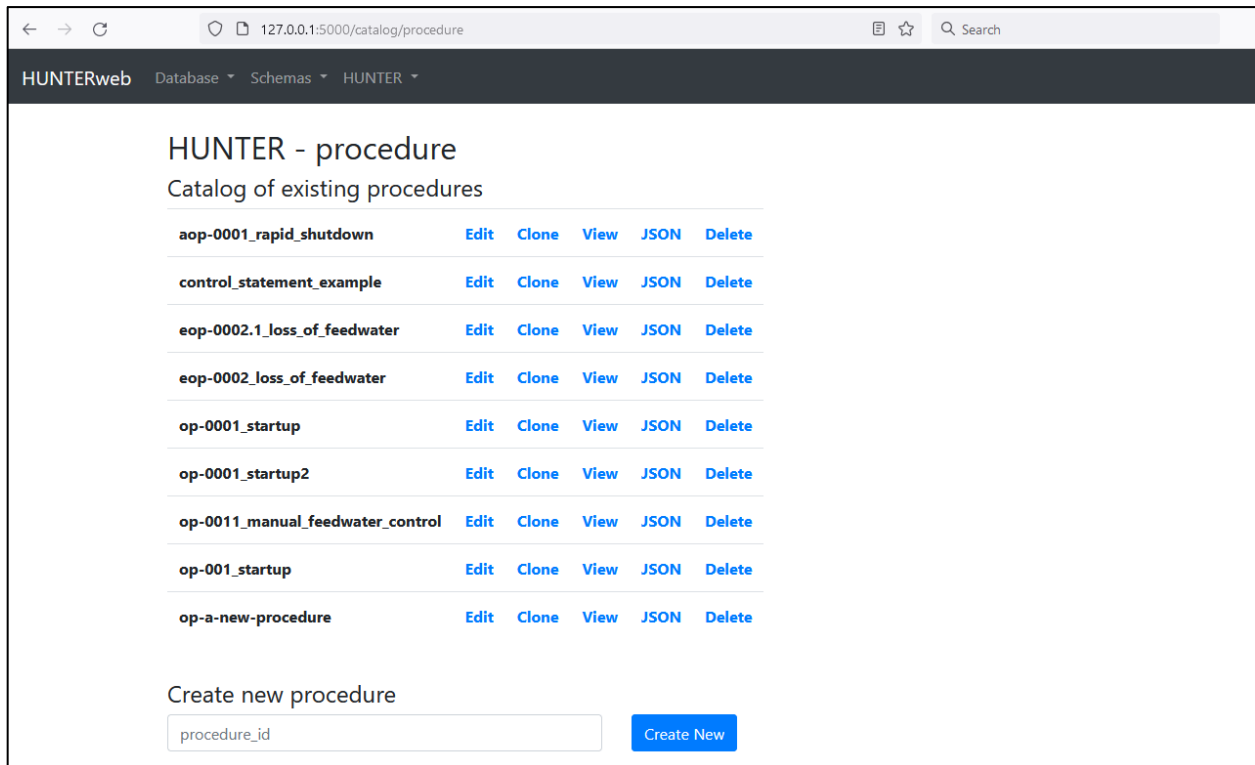 127.0.0.1:5000/catalog/procedure Search
HUNTERweb Database Schemas HUNTER
HUNTER - procedure
Catalog of existing procedures
aop-0001_rapid_shutdown Edit Clone View JSON Delete
control_statement_example Edit Clone View JSON Delete
eop-0002.1_loss_of_feedwater Edit Clone View JSON Delete
eop-0002_loss_of_feedwater Edit Clone View JSON Delete
op-0001_startup Edit Clone View JSON Delete
op-0001_startup2 Edit Clone View JSON Delete
op-0011_manual_feedwater_control Edit Clone View JSON Delete
op-001_startup Edit Clone View JSON Delete
op-a-new-procedure Edit Clone View JSON Delete
Create new procedure
procedure_id Create New